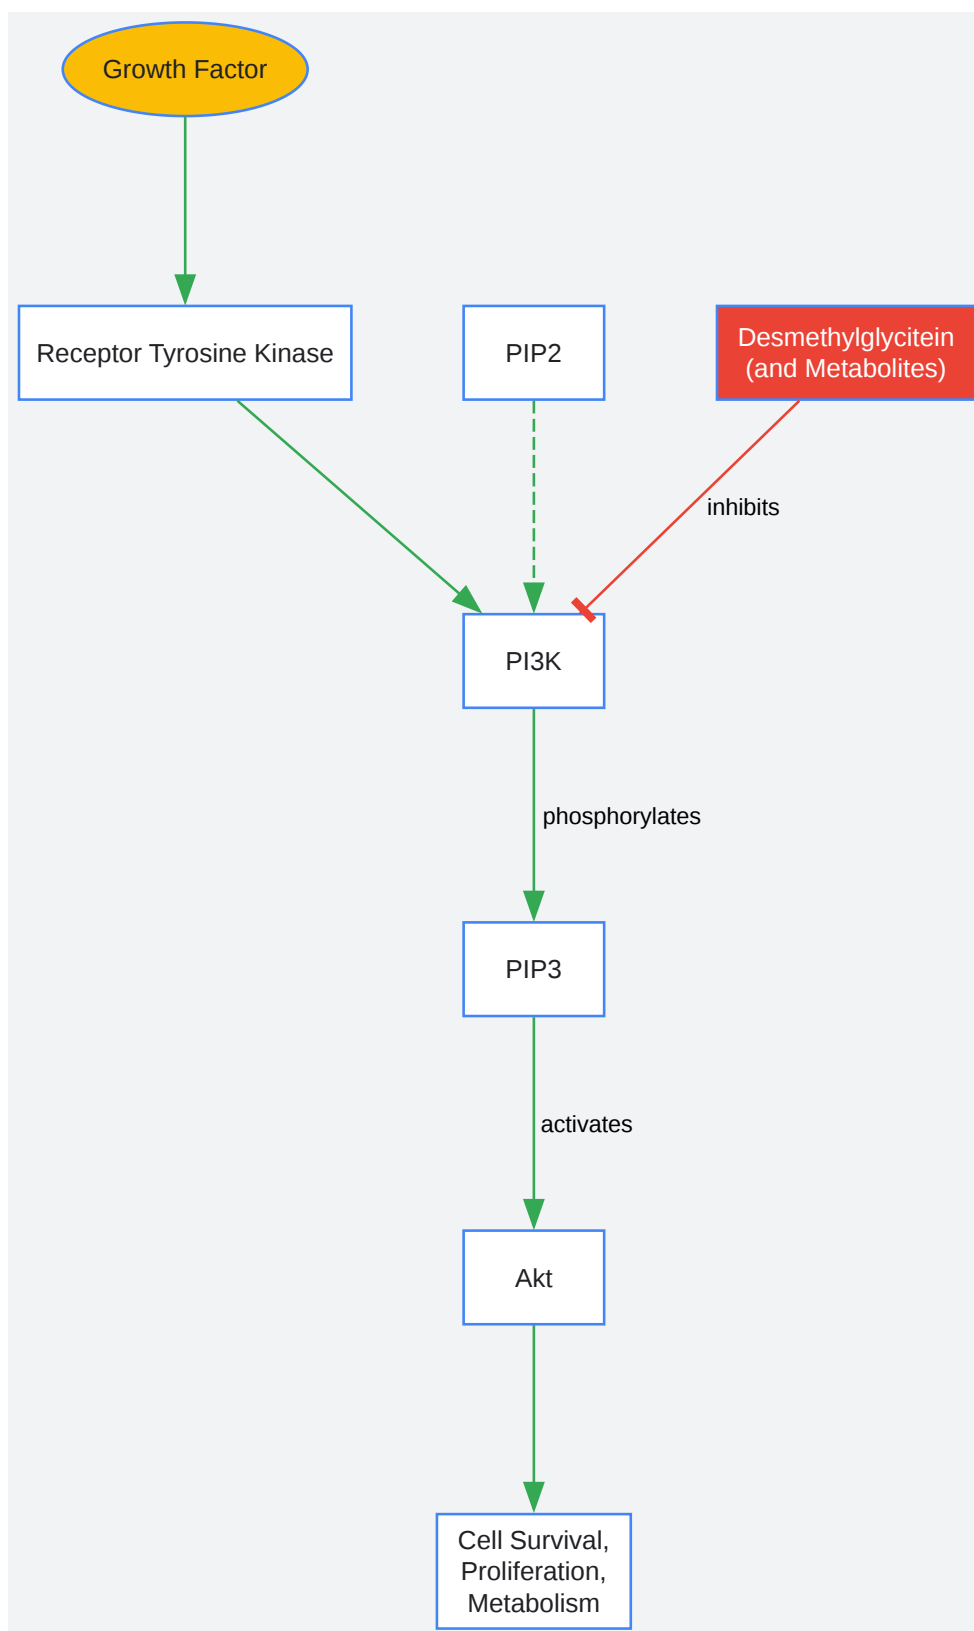 Growth Factor
Receptor Tyrosine Kinase
PIP2
Desmethylglycitein
(and Metabolites)
inhibits
PI3K
phosphorylates
PIP3
activates
Akt
Cell Survival,
Proliferation,
Metabolism